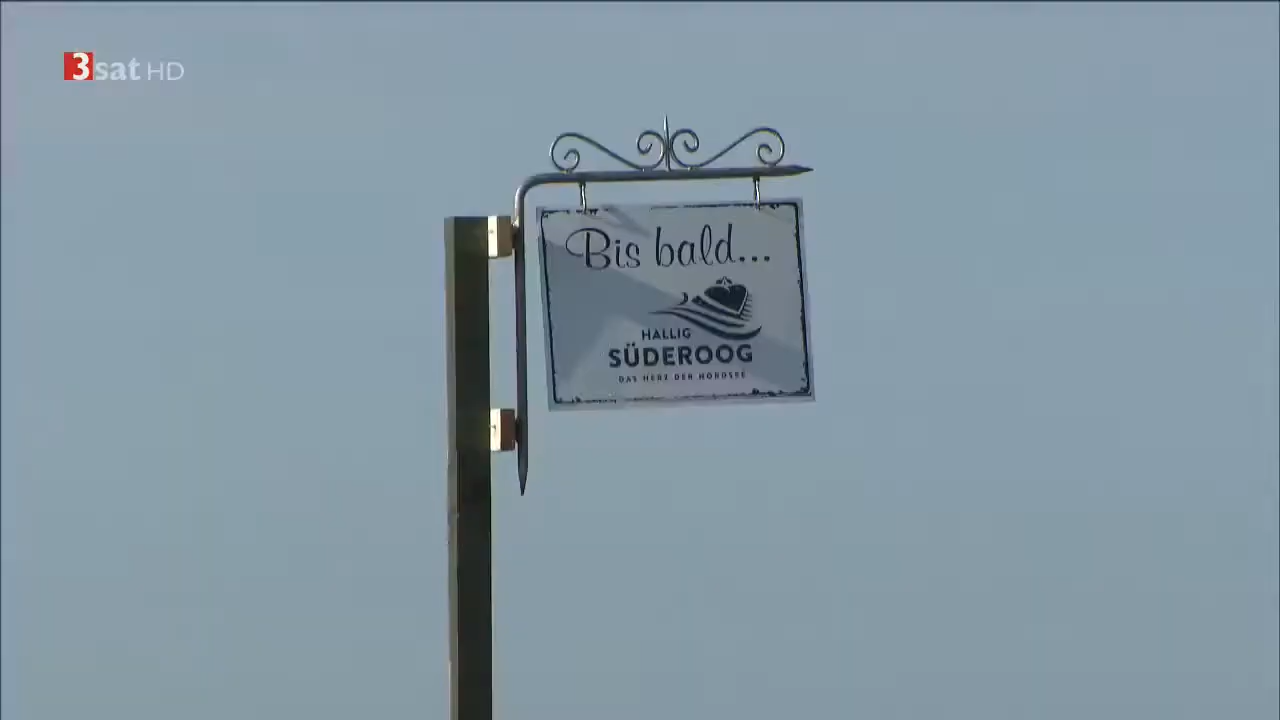 3sat HD
Bis bald...
HALLIG
SÜDEROOG
DAS HERZ DER NORDSEE